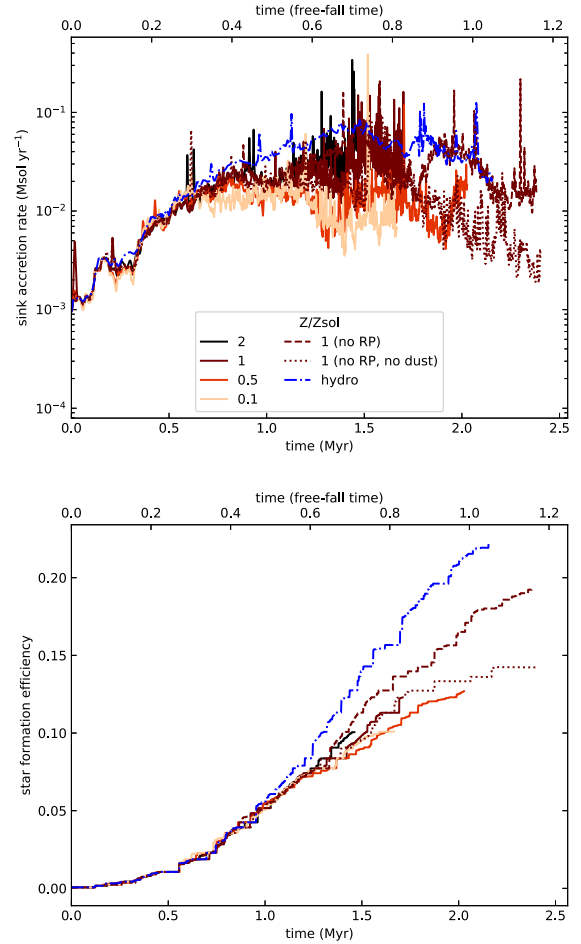 time (free-fall time)
0.0 0.2 0.4 0.6 0.8 1.0 1.2
10⁻¹
10⁻²
10⁻³
10⁻⁴
sink accretion rate (Msol yr⁻¹)
Z/Zsol
2
1
0.5
0.1
1 (no RP)
1 (no RP, no dust)
hydro
0.0 0.5 1.0 1.5 2.0 2.5
time (Myr)
time (free-fall time)
0.0 0.2 0.4 0.6 0.8 1.0 1.2
0.20
0.15
0.10
0.05
0.00
star formation efficiency
0.0 0.5 1.0 1.5 2.0 2.5
time (Myr)